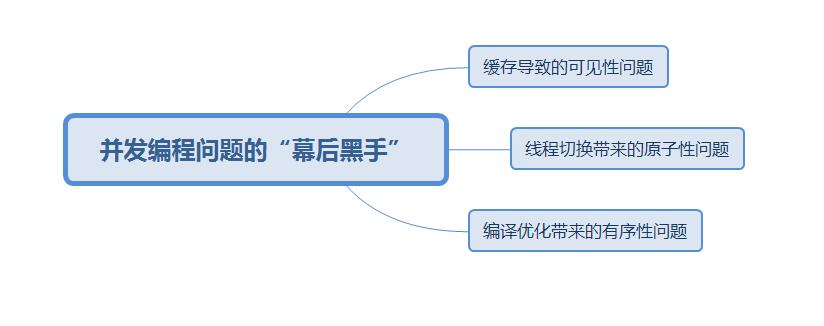 并发编程问题的“幕后黑手”
缓存导致的可见性问题
线程切换带来的原子性问题
编译优化带来的有序性问题